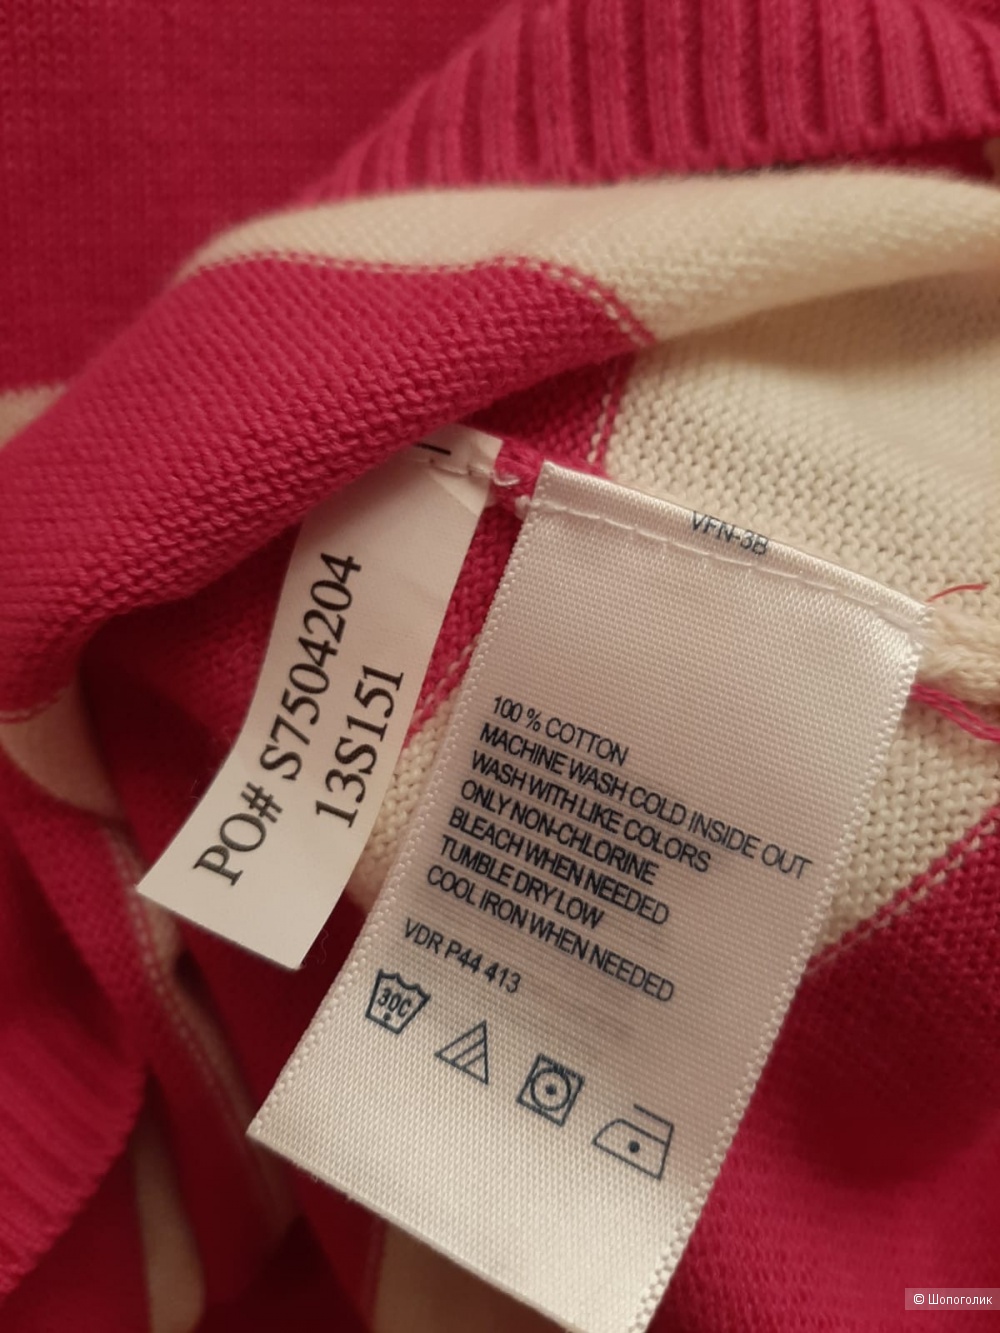 VFN-3B
PO# S7504204
13S151
100 % COTTON
MACHINE WASH COLD INSIDE OUT
WASH WITH LIKE COLORS
ONLY NON-CHLORINE
BLEACH WHEN NEEDED
TUMBLE DRY LOW
COOL IRON WHEN NEEDED
VDR P44 413
30C
© Шопоголик